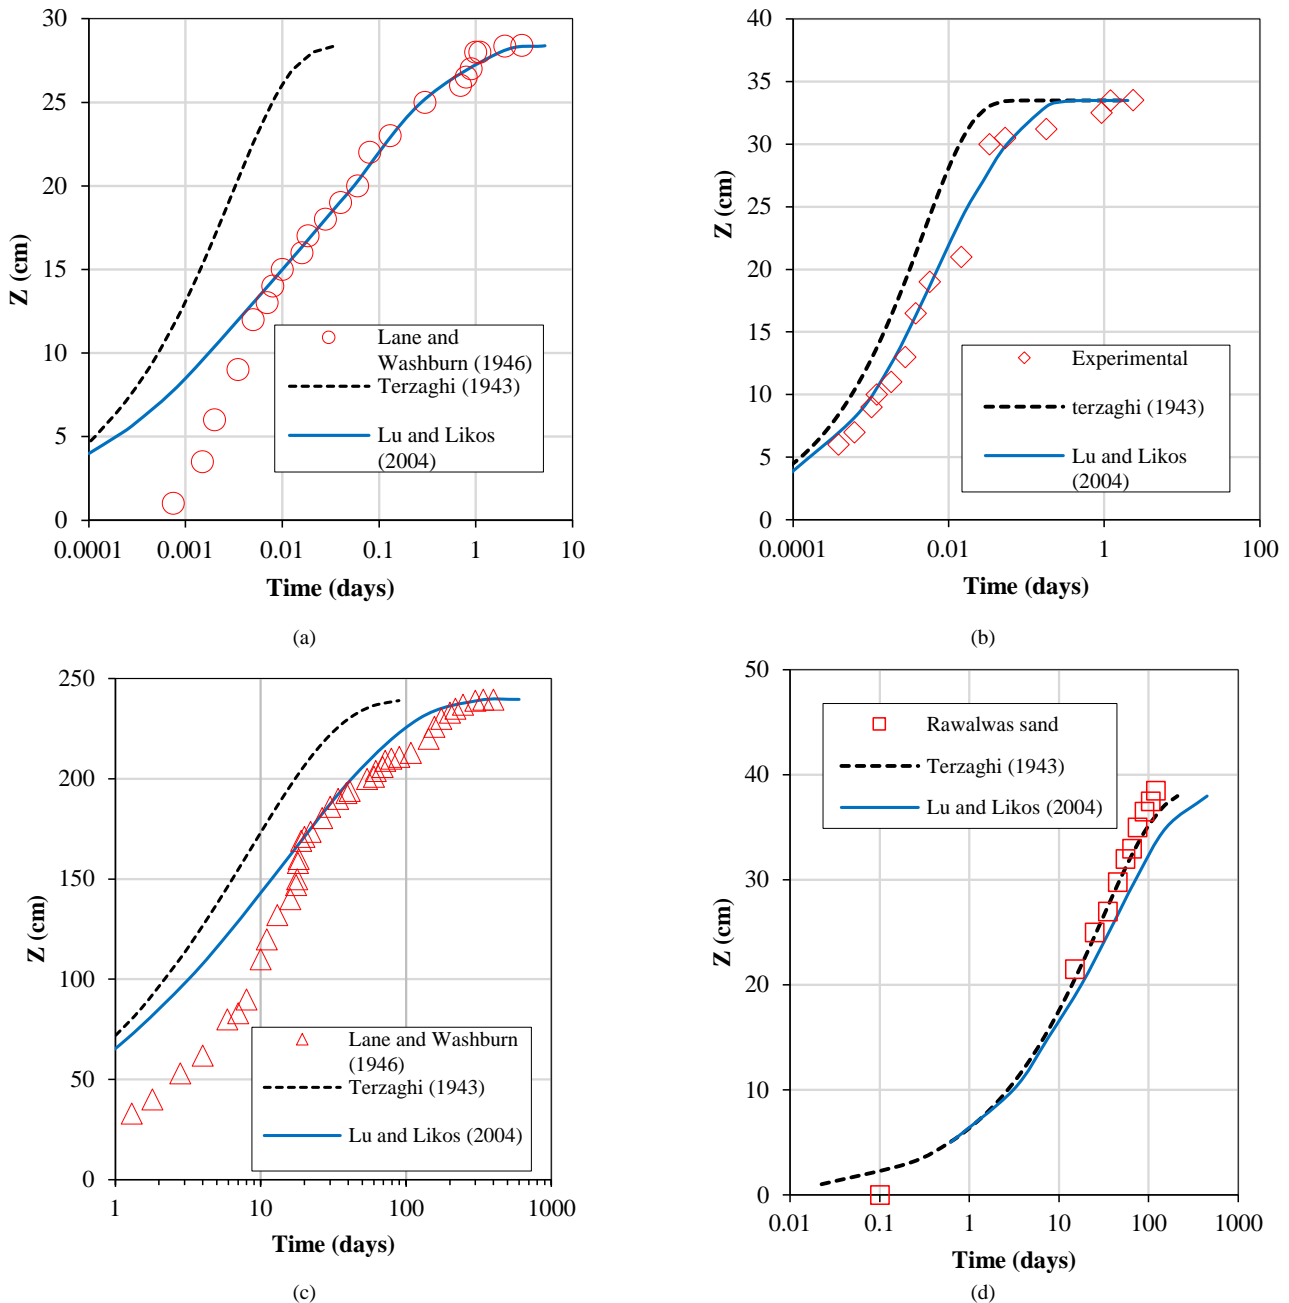 30
25
20
15
10
5
0
Z (cm)
0.0001
0.001
0.01
0.1
1
10
Time (days)
Lane and
Washburn (1946)
Terzaghi (1943)
Lu and Likos
(2004)
(a)
40
35
30
25
20
15
10
5
0
Z (cm)
0.0001
0.01
1
100
Time (days)
Experimental
terzaghi (1943)
Lu and Likos
(2004)
(b)
250
200
150
100
50
0
Z (cm)
1
10
100
1000
Time (days)
Lane and Washburn
(1946)
Terzaghi (1943)
Lu and Likos (2004)
(c)
50
40
30
20
10
0
Z (cm)
0.01
0.1
1
10
100
1000
Time (days)
Rawalwas sand
Terzaghi (1943)
Lu and Likos (2004)
(d)